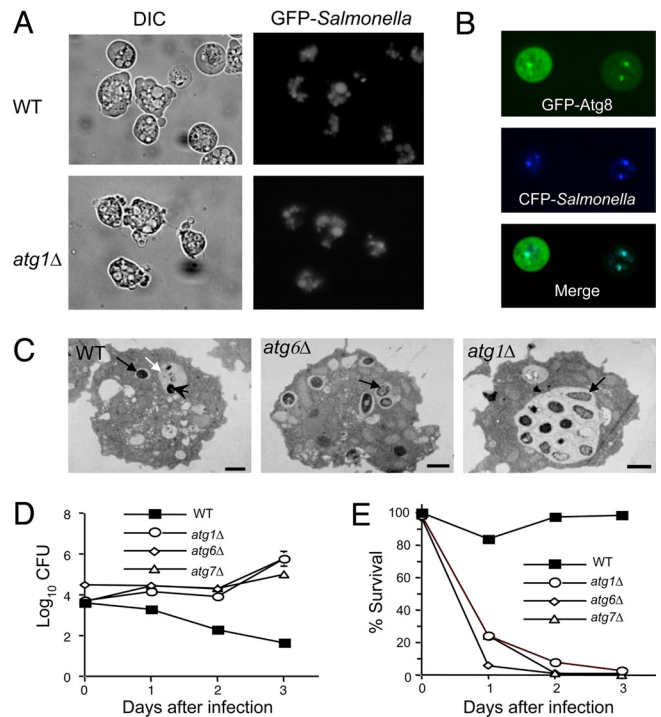 A
DIC
GFP-Salmonella
WT
atg1Δ
B
GFP-Atg8
CFP-Salmonella
Merge
C
WT
atg6Δ
atg1Δ
D
WT
atg1Δ
atg6Δ
atg7Δ
Log10 CFU
8
6
4
2
0
0 1 2 3
Days after infection
E
% Survival
100
80
60
40
20
0
WT
atg1Δ
atg6Δ
atg7Δ
0 1 2 3
Days after infection